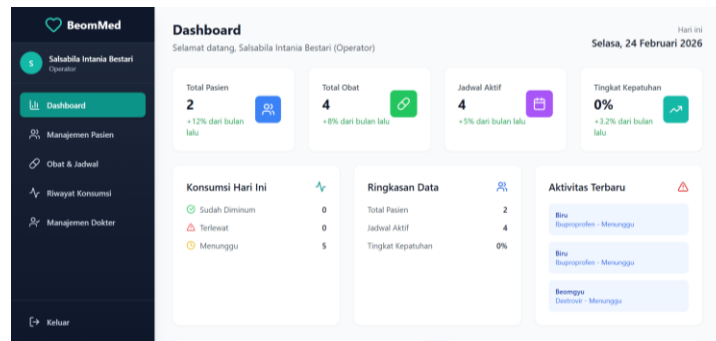 BeomMed
S
Salsabila Intania Bestari
Operator
Dashboard
Manajemen Pasien
Obat & Jadwal
Riwayat Konsumsi
Manajemen Dokter
Keluar
Dashboard
Selamat datang, Salsabila Intania Bestari (Operator)
Hari ini
Selasa, 24 Februari 2026
Total Pasien
2
+12% dari bulan
lalu
Total Obat
4
+8% dari bulan lalu
Jadwal Aktif
4
+5% dari bulan lalu
Tingkat Kepatuhan
0%
+3.2% dari bulan
lalu
Konsumsi Hari Ini
Sudah Diminum 0
Terlewat 0
Menunggu 5
Ringkasan Data
Total Pasien 2
Jadwal Aktif 4
Tingkat Kepatuhan 0%
Aktivitas Terbaru
Biru
Ibuproprofen - Menunggu
Biru
Ibuproprofen - Menunggu
Beomgyu
Dextrovir - Menunggu